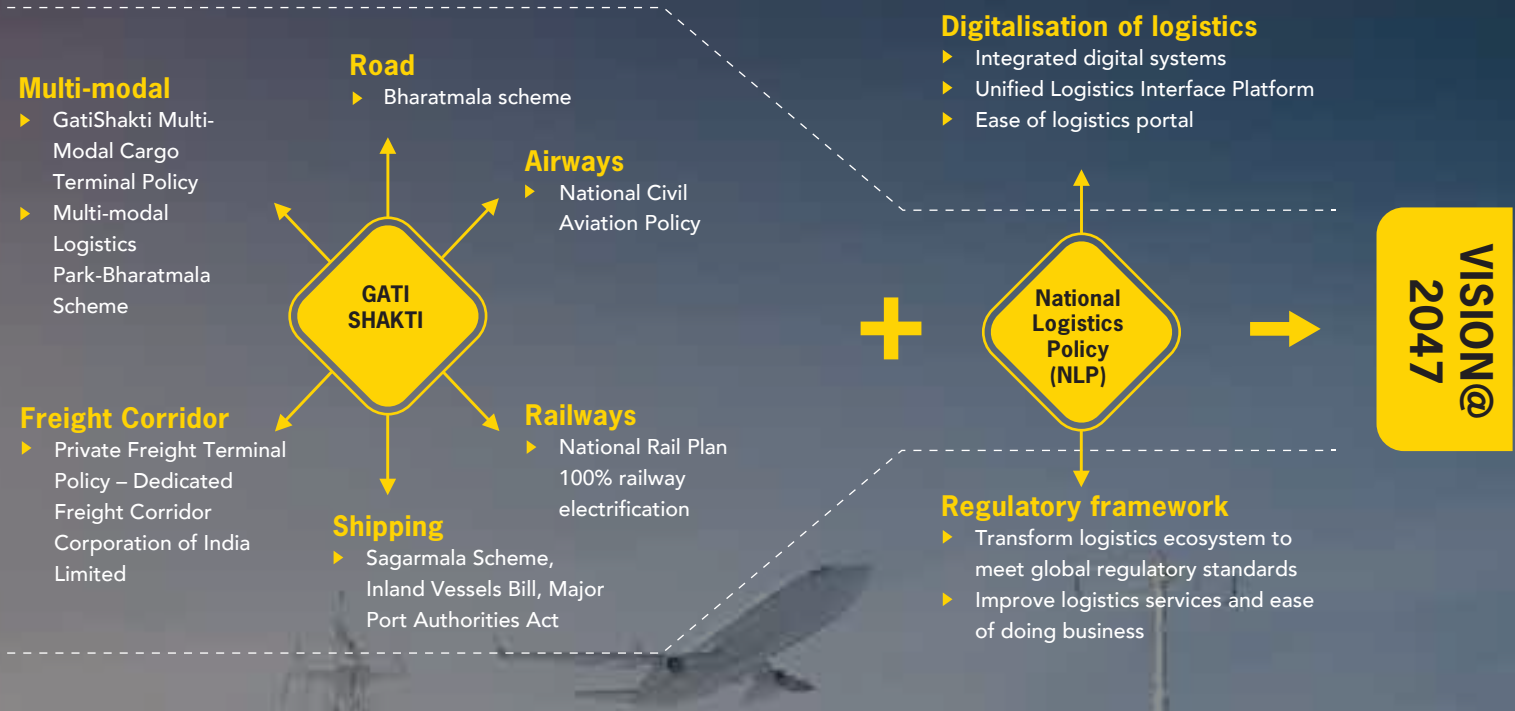 Multi-modal
GatiShakti Multi-
Modal Cargo
Terminal Policy
Multi-modal
Logistics
Park-Bharatmala
Scheme
Road
Bharatmala scheme
Airways
National Civil
Aviation Policy
GATI
SHAKTI
Freight Corridor
Private Freight Terminal
Policy – Dedicated
Freight Corridor
Corporation of India
Limited
Shipping
Sagarmala Scheme,
Inland Vessels Bill, Major
Port Authorities Act
Railways
National Rail Plan
100% railway
electrification
+
Digitalisation of logistics
Integrated digital systems
Unified Logistics Interface Platform
Ease of logistics portal
National
Logistics
Policy
(NLP)
Regulatory framework
Transform logistics ecosystem to
meet global regulatory standards
Improve logistics services and ease
of doing business
VISION@
2047